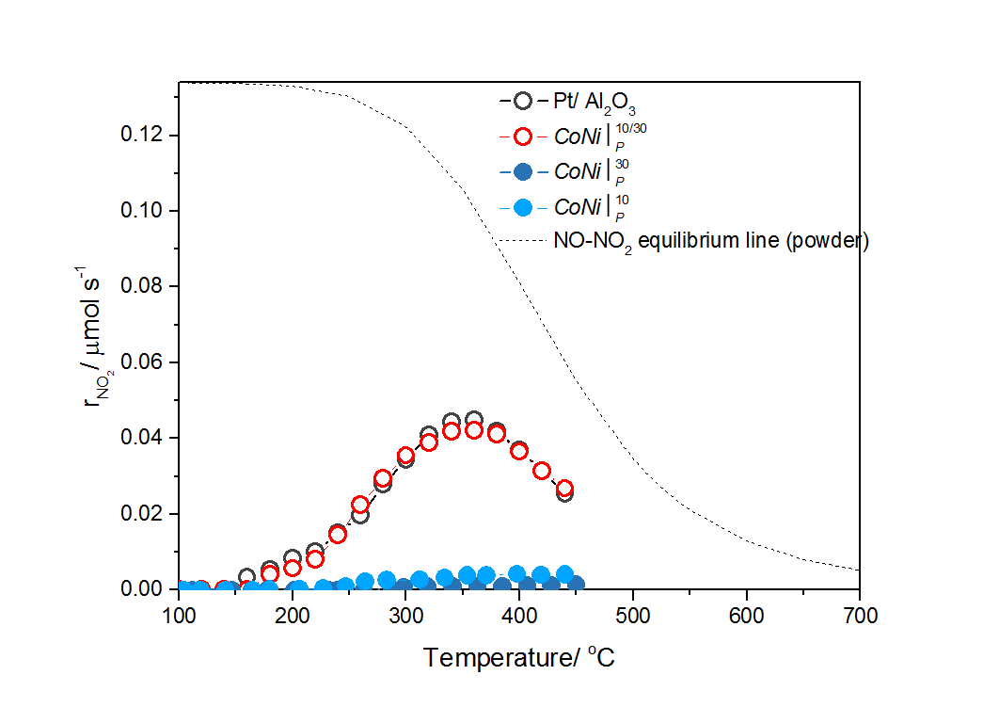 Pt/ Al₂O₃
CoNi|P 10/30
CoNi|P 30
CoNi|P 10
NO-NO₂ equilibrium line (powder)
0.12
0.10
0.08
0.06
0.04
0.02
0.00
rNO₂/ μmol s⁻¹
100 200 300 400 500 600 700
Temperature/ °C